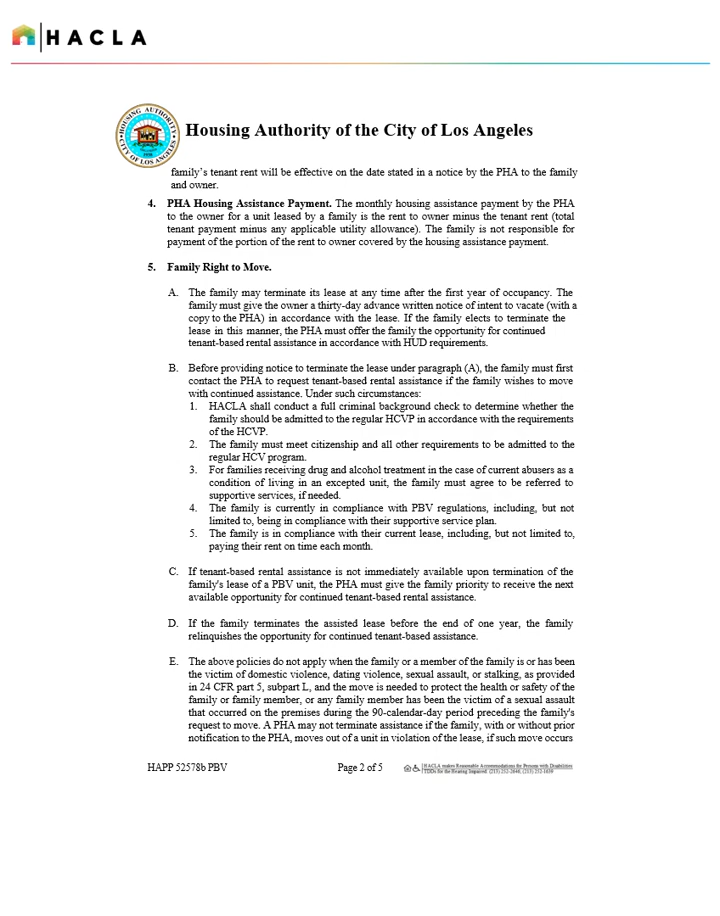 HACLA
HOUSING AUTHORITY
CITY OF LOS ANGELES
1938
Housing Authority of the City of Los Angeles
family’s tenant rent will be effective on the date stated in a notice by the PHA to the family
and owner.
4. PHA Housing Assistance Payment. The monthly housing assistance payment by the PHA
to the owner for a unit leased by a family is the rent to owner minus the tenant rent (total
tenant payment minus any applicable utility allowance). The family is not responsible for
payment of the portion of the rent to owner covered by the housing assistance payment.
5. Family Right to Move.
A. The family may terminate its lease at any time after the first year of occupancy. The
family must give the owner a thirty-day advance written notice of intent to vacate (with a
copy to the PHA) in accordance with the lease. If the family elects to terminate the
lease in this manner, the PHA must offer the family the opportunity for continued
tenant-based rental assistance in accordance with HUD requirements.
B. Before providing notice to terminate the lease under paragraph (A), the family must first
contact the PHA to request tenant-based rental assistance if the family wishes to move
with continued assistance. Under such circumstances:
1. HACLA shall conduct a full criminal background check to determine whether the
family should be admitted to the regular HCVP in accordance with the requirements
of the HCVP.
2. The family must meet citizenship and all other requirements to be admitted to the
regular HCV program.
3. For families receiving drug and alcohol treatment in the case of current abusers as a
condition of living in an excepted unit, the family must agree to be referred to
supportive services, if needed.
4. The family is currently in compliance with PBV regulations, including, but not
limited to, being in compliance with their supportive service plan.
5. The family is in compliance with their current lease, including, but not limited to,
paying their rent on time each month.
C. If tenant-based rental assistance is not immediately available upon termination of the
family's lease of a PBV unit, the PHA must give the family priority to receive the next
available opportunity for continued tenant-based rental assistance.
D. If the family terminates the assisted lease before the end of one year, the family
relinquishes the opportunity for continued tenant-based assistance.
E. The above policies do not apply when the family or a member of the family is or has been
the victim of domestic violence, dating violence, sexual assault, or stalking, as provided
in 24 CFR part 5, subpart L, and the move is needed to protect the health or safety of the
family or family member, or any family member has been the victim of a sexual assault
that occurred on the premises during the 90-calendar-day period preceding the family's
request to move. A PHA may not terminate assistance if the family, with or without prior
notification to the PHA, moves out of a unit in violation of the lease, if such move occurs
HAPP 52578b PBV Page 2 of 5
HACLA makes Reasonable Accommodations for Persons with Disabilities
TDDs for the Hearing Impaired: